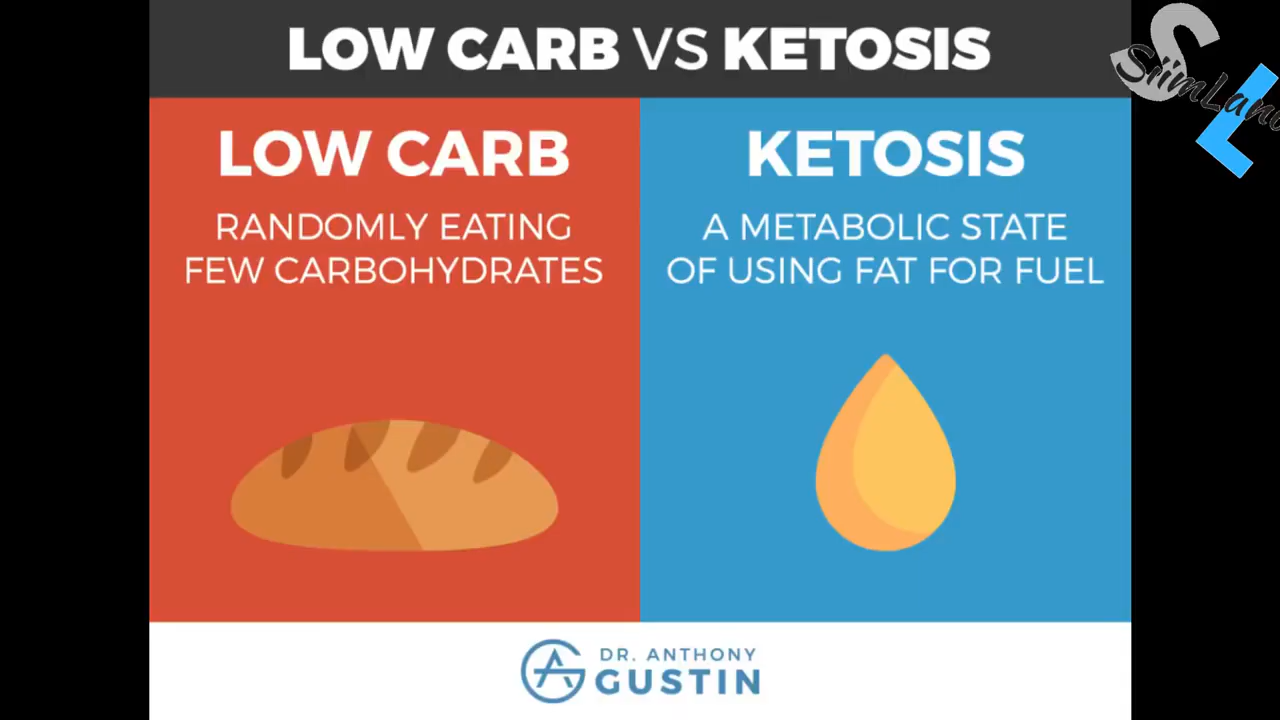 LOW CARB VS KETOSIS
LOW CARB
RANDOMLY EATING
FEW CARBOHYDRATES
KETOSIS
A METABOLIC STATE
OF USING FAT FOR FUEL
DR. ANTHONY
GUSTIN
SiimLand